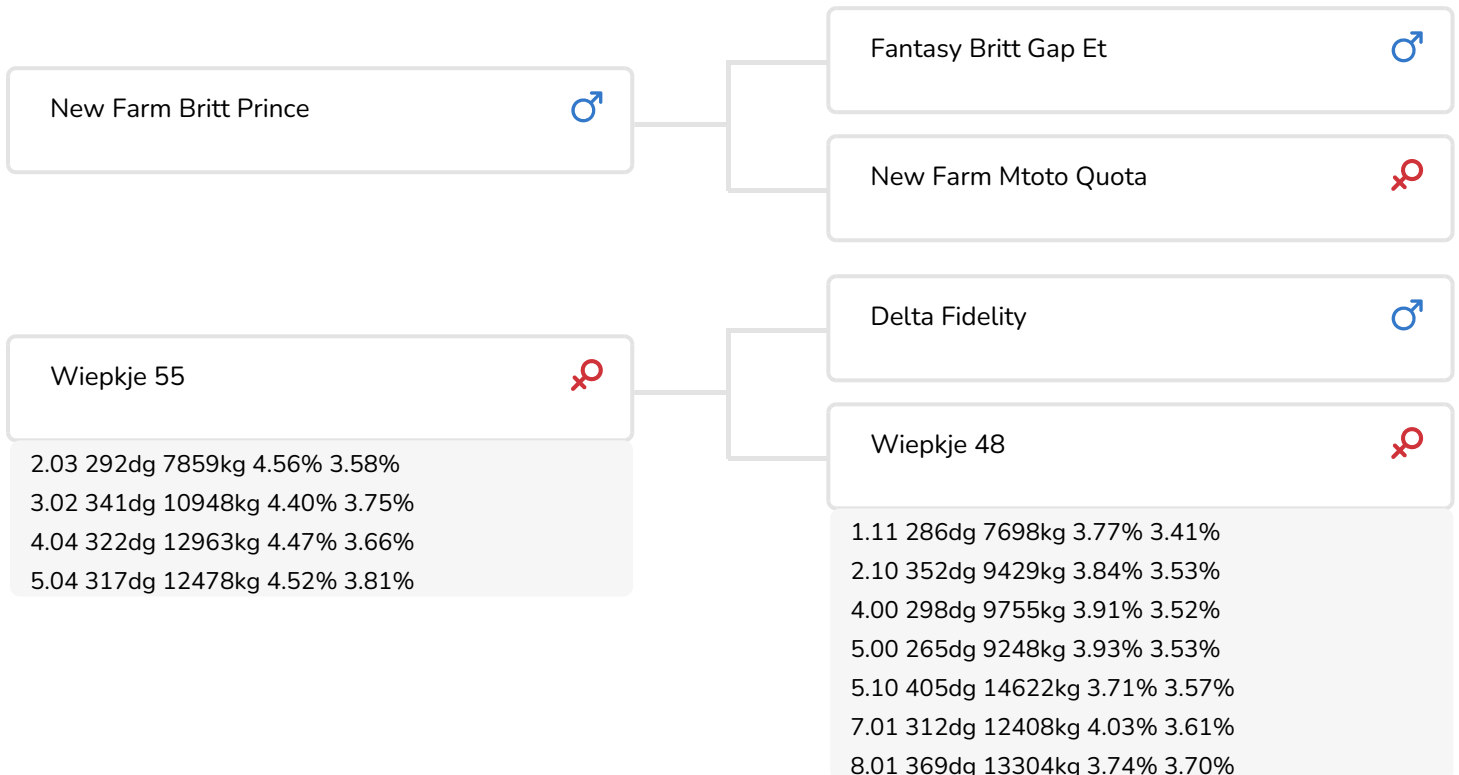 New Farm Britt Prince
Fantasy Britt Gap Et
New Farm Mtoto Quota
Wiepkje 55
2.03 292dg 7859kg 4.56% 3.58%
3.02 341dg 10948kg 4.40% 3.75%
4.04 322dg 12963kg 4.47% 3.66%
5.04 317dg 12478kg 4.52% 3.81%
Delta Fidelity
Wiepkje 48
1.11 286dg 7698kg 3.77% 3.41%
2.10 352dg 9429kg 3.84% 3.53%
4.00 298dg 9755kg 3.91% 3.52%
5.00 265dg 9248kg 3.93% 3.53%
5.10 405dg 14622kg 3.71% 3.57%
7.01 312dg 12408kg 4.03% 3.61%
8.01 369dg 13304kg 3.74% 3.70%